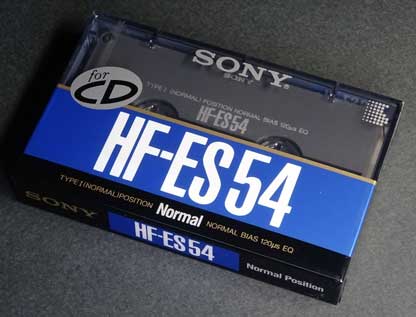 SONY
SONY
TYPE I (NORMAL) POSITION NORMAL BIAS 120μs EQ
HF-ES54
for
CD
HF-ES54
TYPE I (NORMAL) POSITION Normal NORMAL BIAS 120μs EQ
SONY HF-ES54 Normal Position